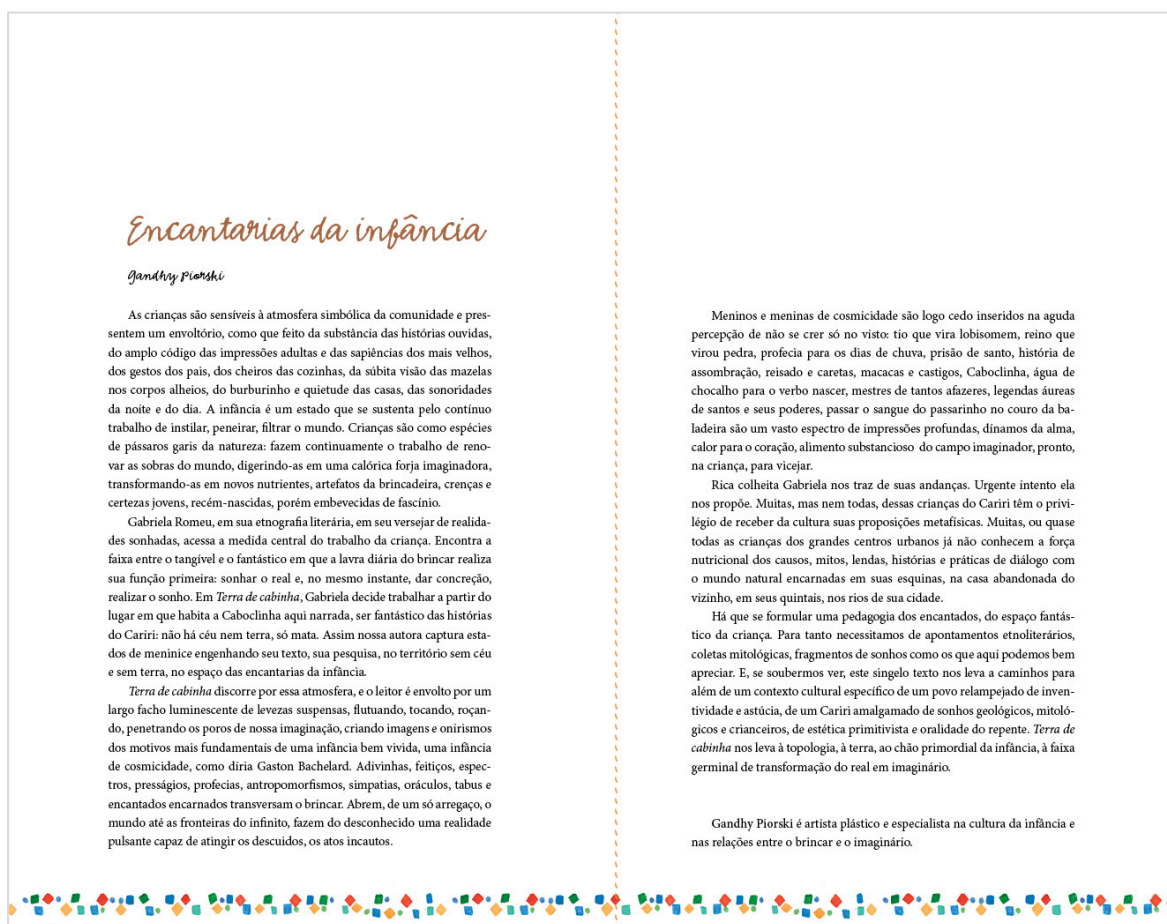 Encantarias da infância
Gandhy Piorski
As crianças são sensíveis à atmosfera simbólica da comunidade e pres-
sentem um envoltório, como que feito da substância das histórias ouvidas,
do amplo código das impressões adultas e das sapiências dos mais velhos,
dos gestos dos pais, dos cheiros das cozinhas, da súbita visão das mazelas
nos corpos alheios, do burburinho e quietude das casas, das sonoridades
da noite e do dia. A infância é um estado que se sustenta pelo contínuo
trabalho de instilar, peneirar, filtrar o mundo. Crianças são como espécies
de pássaros garis da natureza: fazem continuamente o trabalho de reno-
var as sobras do mundo, digerindo-as em uma calórica forja imaginadora,
transformando-as em novos nutrientes, artefatos da brincadeira, crenças e
certezas jovens, recém-nascidas, porém embevecidas de fascínio.
Gabriela Romeu, em sua etnografia literária, em seu versejar de realida-
des sonhadas, acessa a medida central do trabalho da criança. Encontra a
faixa entre o tangível e o fantástico em que a lavra diária do brincar realiza
sua função primeira: sonhar o real e, no mesmo instante, dar concreção,
realizar o sonho. Em Terra de cabinha, Gabriela decide trabalhar a partir do
lugar em que habita a Caboclinha aqui narrada, ser fantástico das histórias
do Cariri: não há céu nem terra, só mata. Assim nossa autora captura esta-
dos de meninice engenhando seu texto, sua pesquisa, no território sem céu
e sem terra, no espaço das encantarias da infância.
Terra de cabinha discorre por essa atmosfera, e o leitor é envolto por um
largo facho luminescente de levezas suspensas, flutuando, tocando, roçan-
do, penetrando os poros de nossa imaginação, criando imagens e onirismos
dos motivos mais fundamentais de uma infância bem vivida, uma infância
de cosmicidade, como diria Gaston Bachelard. Adivinhas, feitiços, espec-
tros, presságios, profecias, antropomorfismos, simpatias, oráculos, tabus e
encantados encarnados transversam o brincar. Abrem, de um só arregaço, o
mundo até as fronteiras do infinito, fazem do desconhecido uma realidade
pulsante capaz de atingir os descuidos, os atos incautos.
Meninos e meninas de cosmicidade são logo cedo inseridos na aguda
percepção de não se crer só no visto: tio que vira lobisomem, reino que
virou pedra, profecia para os dias de chuva, prisão de santo, história de
assombração, reisado e caretas, macacas e castigos, Caboclinha, água de
chocalho para o verbo nascer, mestres de tantos afazeres, legendas áureas
de santos e seus poderes, passar o sangue do passarinho no couro da ba-
ladeira são um vasto espectro de impressões profundas, dínamos da alma,
calor para o coração, alimento substancioso do campo imaginador, pronto,
na criança, para vicejar.
Rica colheita Gabriela nos traz de suas andanças. Urgente intento ela
nos propõe. Muitas, mas nem todas, dessas crianças do Cariri têm o privi-
légio de receber da cultura suas proposições metafísicas. Muitas, ou quase
todas as crianças dos grandes centros urbanos já não conhecem a força
nutricional dos causos, mitos, lendas, histórias e práticas de diálogo com
o mundo natural encarnadas em suas esquinas, na casa abandonada do
vizinho, em seus quintais, nos rios de sua cidade.
Há que se formular uma pedagogia dos encantados, do espaço fantás-
tico da criança. Para tanto necessitamos de apontamentos etnoliterários,
coletas mitológicas, fragmentos de sonhos como os que aqui podemos bem
apreciar. E, se soubermos ver, este singelo texto nos leva a caminhos para
além de um contexto cultural específico de um povo relampejado de inven-
tividade e astúcia, de um Cariri amalgamado de sonhos geológicos, mitoló-
gicos e crianceiros, de estética primitivista e oralidade do repente. Terra de
cabinha nos leva à topologia, à terra, ao chão primordial da infância, à faixa
germinal de transformação do real em imaginário.
Gandhy Piorski é artista plástico e especialista na cultura da infância e
nas relações entre o brincar e o imaginário.